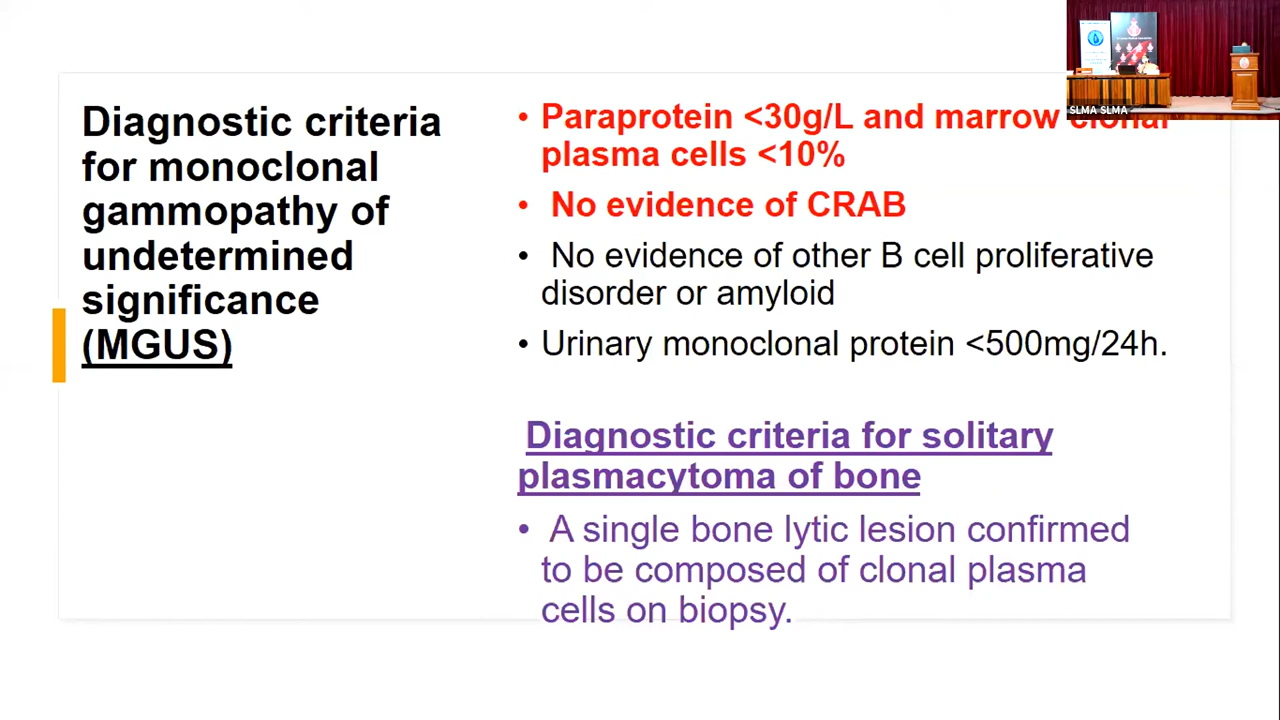 Diagnostic criteria
for monoclonal
gammopathy of
undetermined
significance
(MGUS)
• Paraprotein <30g/L and marrow clonal
plasma cells <10%
• No evidence of CRAB
• No evidence of other B cell proliferative
disorder or amyloid
• Urinary monoclonal protein <500mg/24h.
Diagnostic criteria for solitary
plasmacytoma of bone
• A single bone lytic lesion confirmed
to be composed of clonal plasma
cells on biopsy.
SLMA SLMA